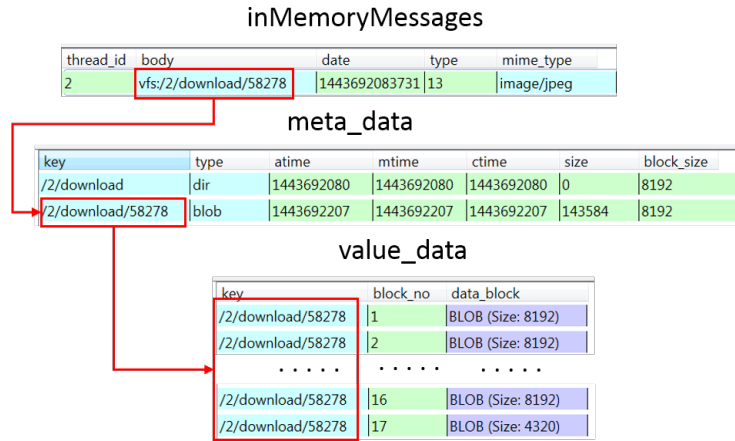 inMemoryMessages
thread_id body date type mime_type
2 vfs:/2/download/58278 1443692083731 13 image/jpeg
meta_data
key type atime mtime ctime size block_size
/2/download dir 1443692080 1443692080 1443692080 0 8192
/2/download/58278 blob 1443692207 1443692207 1443692207 143584 8192
value_data
key block_no data_block
/2/download/58278 1 BLOB (Size: 8192)
/2/download/58278 2 BLOB (Size: 8192)
. . . . . . . . . . . . . . .
/2/download/58278 16 BLOB (Size: 8192)
/2/download/58278 17 BLOB (Size: 4320)